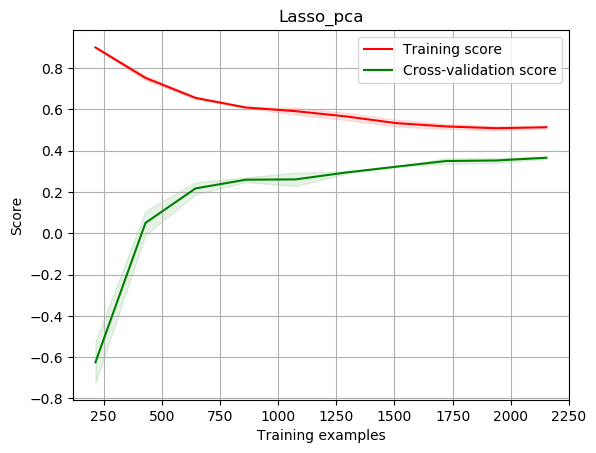 Lasso_pca
Training score
Cross-validation score
Score
0.8
0.6
0.4
0.2
0.0
−0.2
−0.4
−0.6
−0.8
250 500 750 1000 1250 1500 1750 2000 2250
Training examples